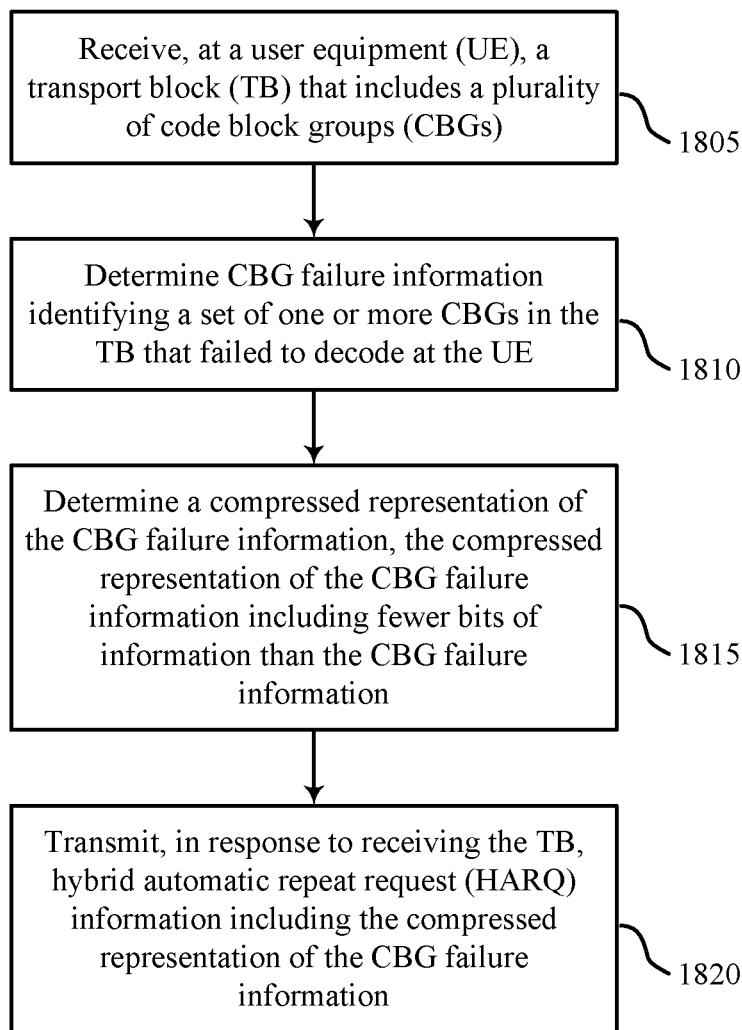 Receive, at a user equipment (UE), a
transport block (TB) that includes a plurality
of code block groups (CBGs)
1805
Determine CBG failure information
identifying a set of one or more CBGs in the
TB that failed to decode at the UE
1810
Determine a compressed representation of
the CBG failure information, the compressed
representation of the CBG failure
information including fewer bits of
information than the CBG failure
information
1815
Transmit, in response to receiving the TB,
hybrid automatic repeat request (HARQ)
information including the compressed
representation of the CBG failure
information
1820